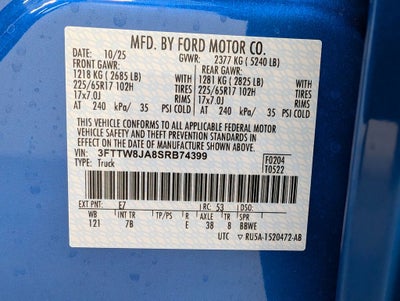 MFD. BY FORD MOTOR CO.
DATE: 10/25 GVWR: 2377 KG ( 5240 LB)
FRONT GAWR: REAR GAWR:
1218 KG ( 2685 LB) 1281 KG ( 2825 LB)
225/65R17 102H 225/65R17 102H
17x7.0J 17x7.0J
AT 240 kPa/ 35 PSI COLD AT 240 kPa/ 35 PSI COLD
THIS VEHICLE CONFORMS TO ALL APPLICABLE FEDERAL MOTOR
VEHICLE SAFETY AND THEFT PREVENTION STANDARDS IN
EFFECT ON THE DATE OF MANUFACTURE SHOWN ABOVE.
VIN: 3FTTW8JA8SRB74399 F0204
TYPE: Truck T0522
EXT PNT: E7 RC: 53 DSO:
WB INT TR TP/PS R AXLE TR SPR
121 7B E 38 8 BBWE
UTC ▽ RU5A-1520472-AB